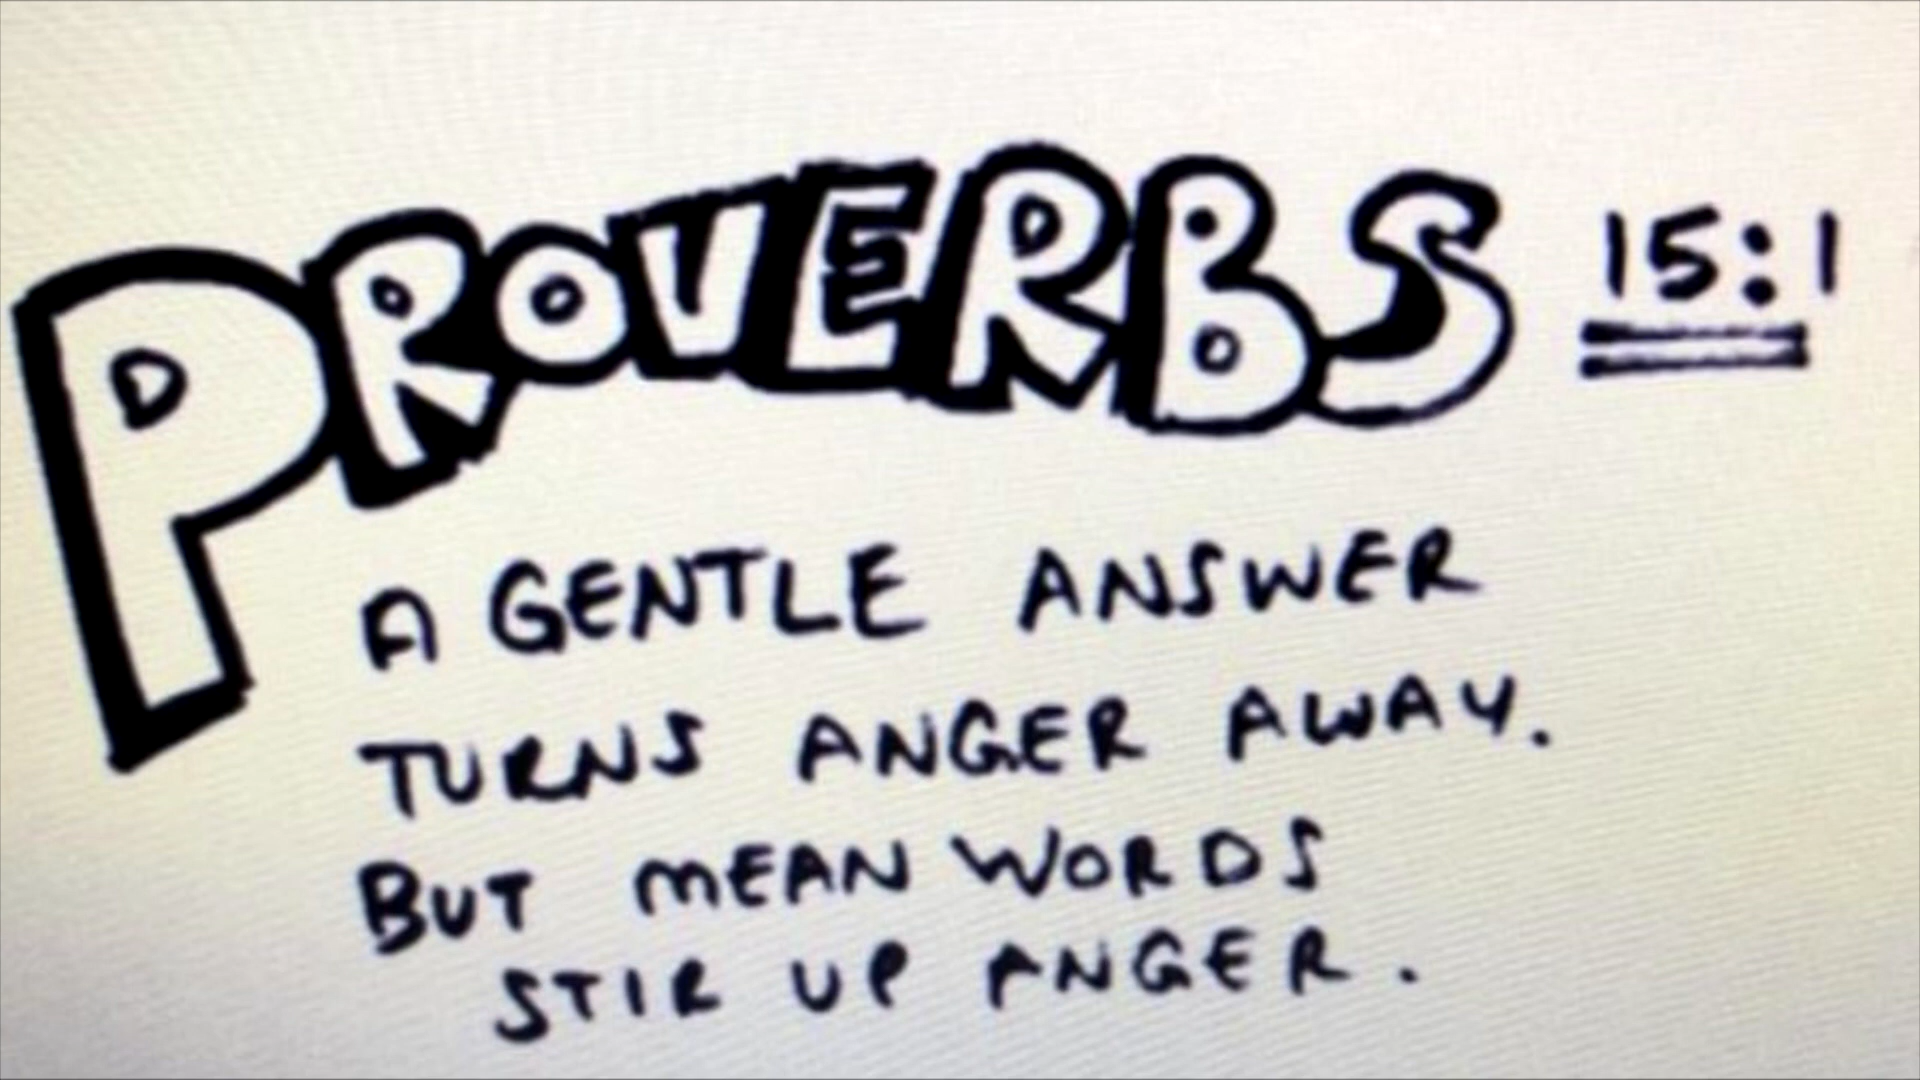 PROVERBS 15:1
A GENTLE ANSWER
TURNS ANGER AWAY.
BUT MEAN WORDS
STIR UP ANGER.